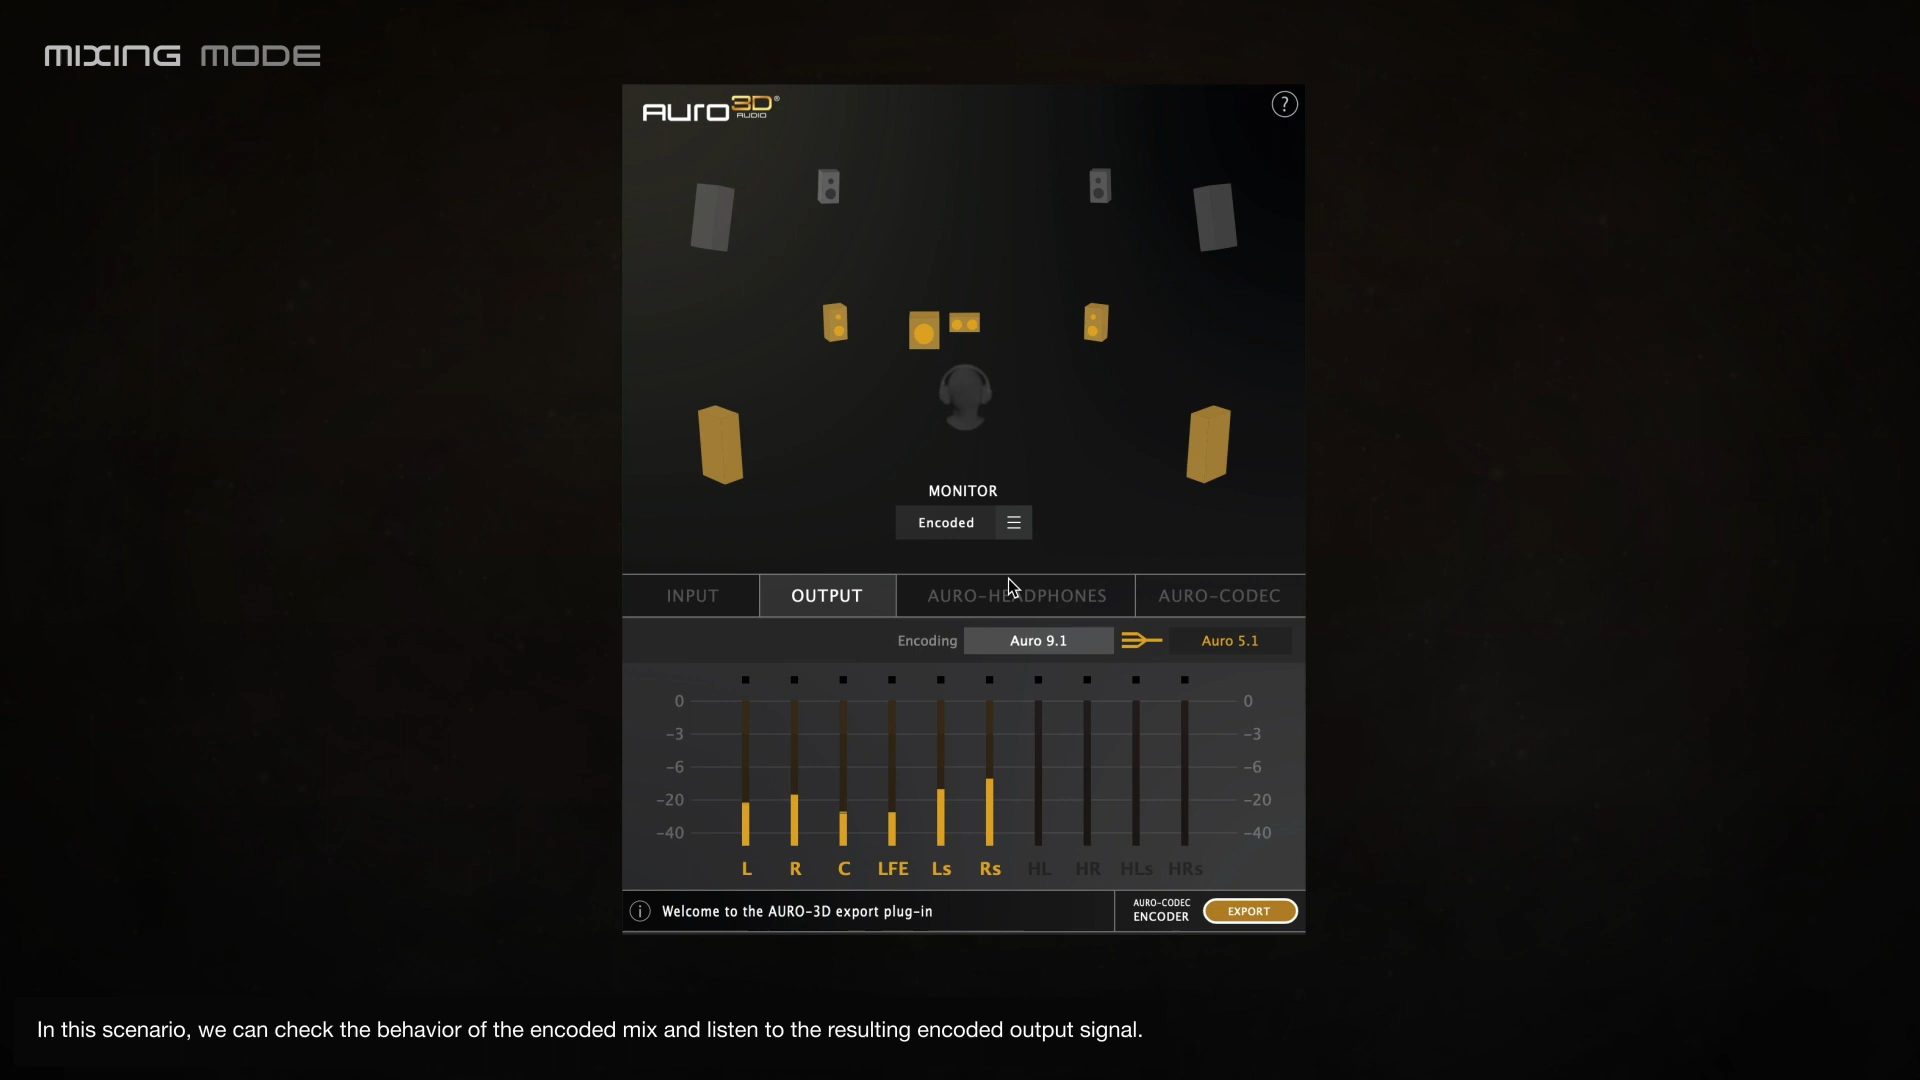 MIXING MODE
AURO 3D®
AUDIO
?
MONITOR
Encoded
INPUT
OUTPUT
AURO-HEADPHONES
AURO-CODEC
Encoding
Auro 9.1
Auro 5.1
0
0
-3
-3
-6
-6
-20
-20
-40
-40
L
R
C
LFE
Ls
Rs
HL
HR
HLs
HRs
i
Welcome to the AURO-3D export plug-in
AURO-CODEC
ENCODER
EXPORT
In this scenario, we can check the behavior of the encoded mix and listen to the resulting encoded output signal.